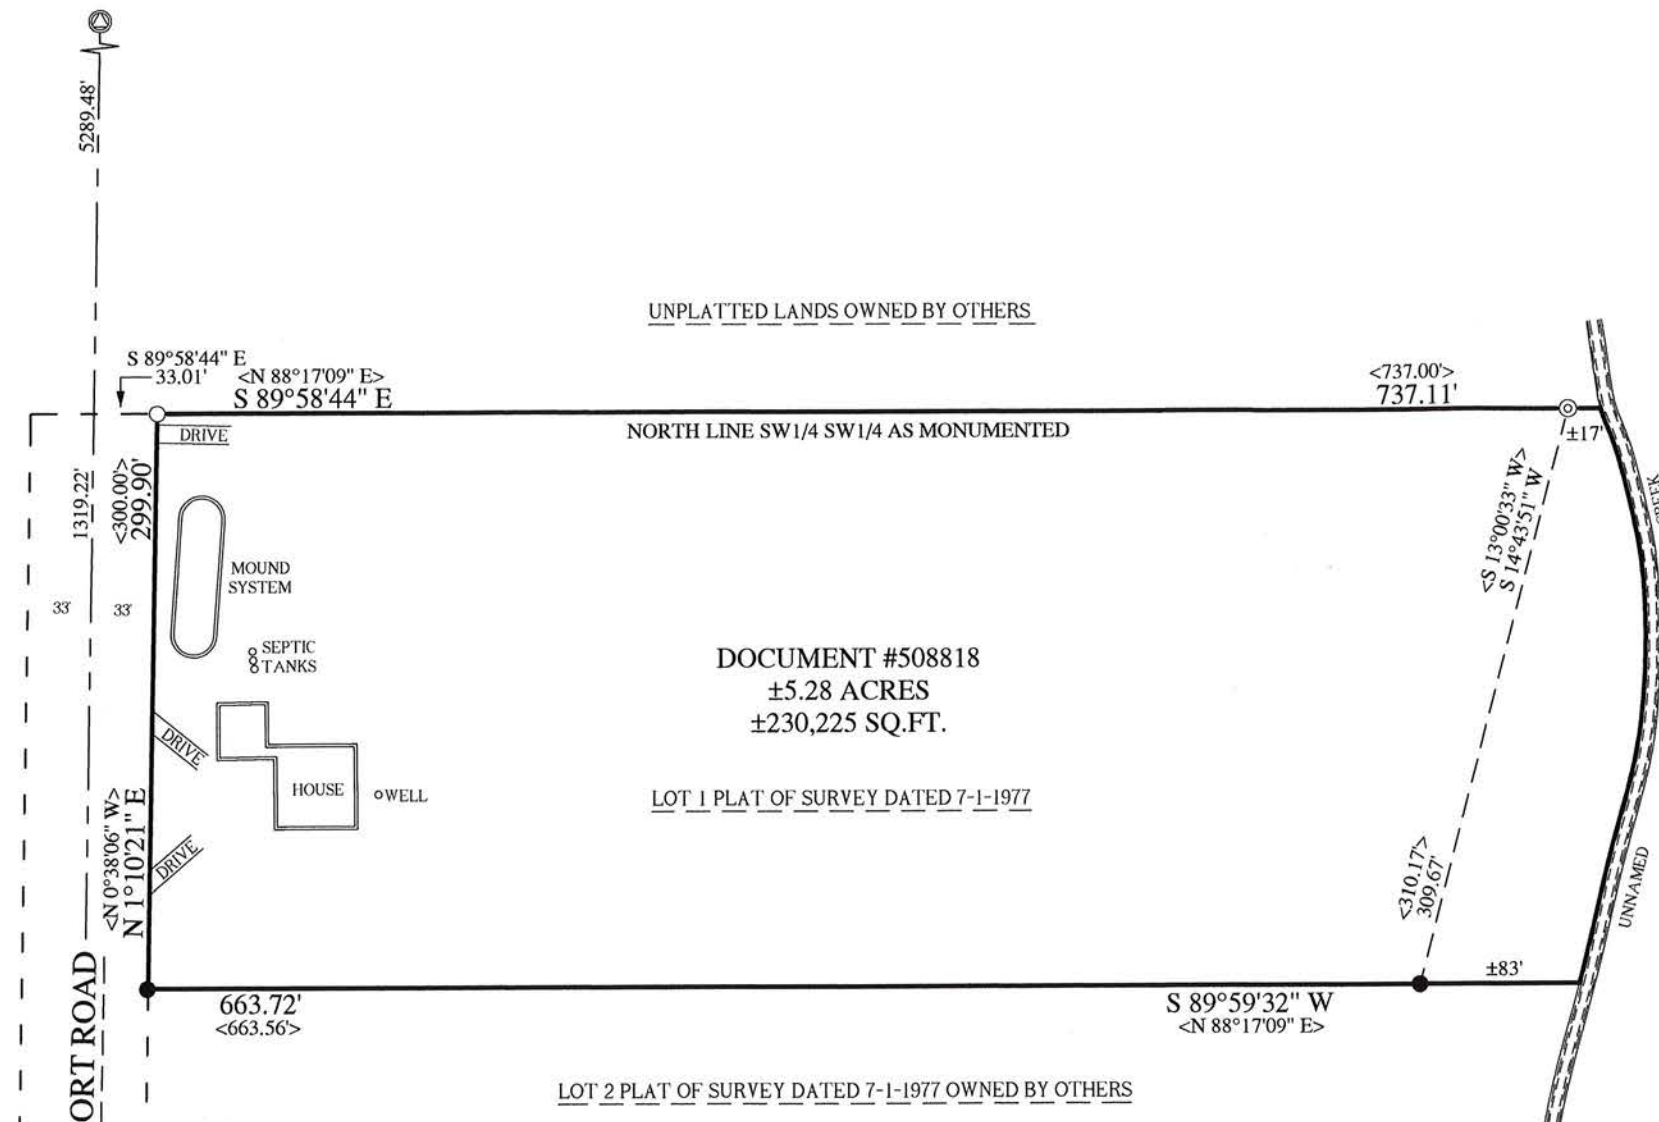 5289.48'
UNPLATTED LANDS OWNED BY OTHERS
S 89°58'44" E
33.01'
<N 88°17'09" E>
S 89°58'44" E
<737.00'>
737.11'
NORTH LINE SW1/4 SW1/4 AS MONUMENTED
±17'
DRIVE
1319.22'
<300.00'>
299.90'
<S 13°00'33" W>
S 14°43'51" W
MOUND
SYSTEM
33'
33'
SEPTIC
TANKS
DOCUMENT #508818
±5.28 ACRES
±230,225 SQ.FT.
DRIVE
HOUSE
WELL
LOT 1 PLAT OF SURVEY DATED 7-1-1977
<N 0°38'06" W>
N 1°10'21" E
DRIVE
<310.17'>
309.67'
UNNAMED
±83'
663.72'
<663.56'>
S 89°59'32" W
<N 88°17'09" E>
ORT ROAD
LOT 2 PLAT OF SURVEY DATED 7-1-1977 OWNED BY OTHERS